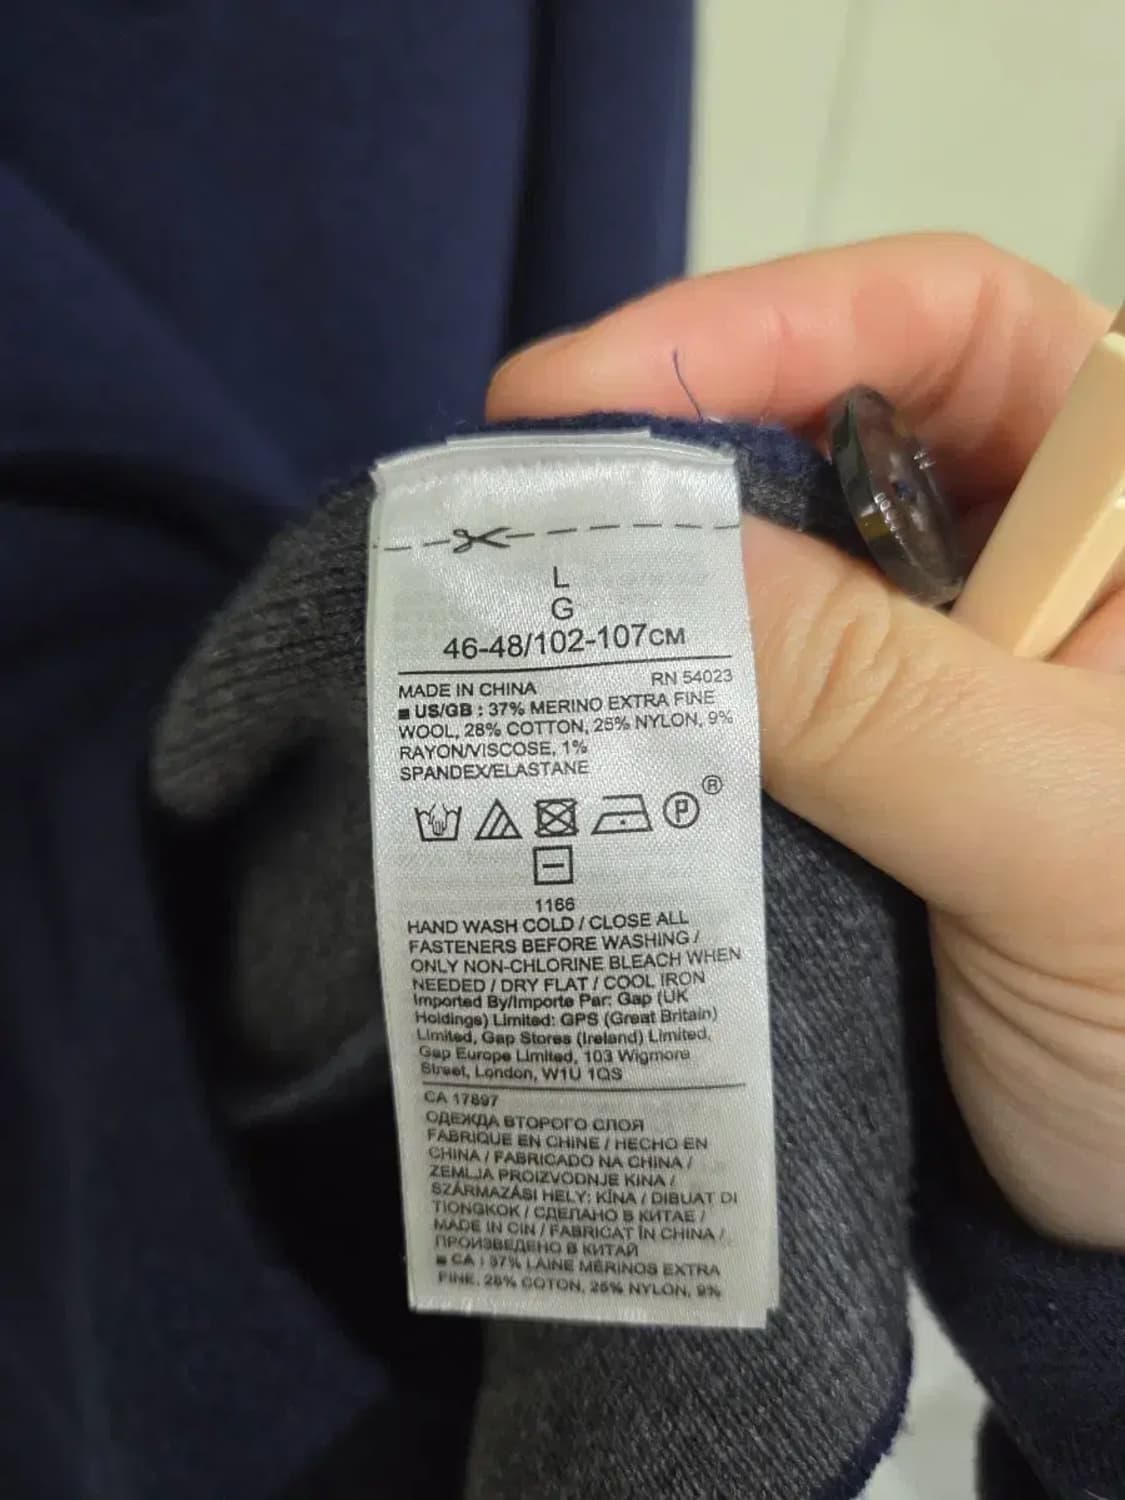 L
G
46-48/102-107CM
RN 54023
MADE IN CHINA
■ US/GB : 37% MERINO EXTRA FINE
WOOL, 28% COTTON, 25% NYLON, 9%
RAYON/VISCOSE, 1%
SPANDEX/ELASTANE
P ®
1166
HAND WASH COLD / CLOSE ALL
FASTENERS BEFORE WASHING /
ONLY NON-CHLORINE BLEACH WHEN
NEEDED / DRY FLAT / COOL IRON
Imported By/Importe Par: Gap (UK
Holdings) Limited: GPS (Great Britain)
Limited, Gap Stores (Ireland) Limited,
Gap Europe Limited, 103 Wigmore
Street, London, W1U 1QS
CA 17897
ОДЕЖДА ВТОРОГО СЛОЯ
FABRIQUE EN CHINE / HECHO EN
CHINA / FABRICADO NA CHINA /
ZEMLJA PROIZVODNJE KINA /
SZÁRMAZÁSI HELY: KÍNA / DIBUAT DI
TIONGKOK / СДЕЛАНО В КИТАЕ /
MADE IN CIN / FABRICAT ÎN CHINA /
ПРОИЗВЕДЕНО В КИТАЙ
■ CA : 37% LAINE MÉRINOS EXTRA
FINE, 28% COTON, 25% NYLON, 9%